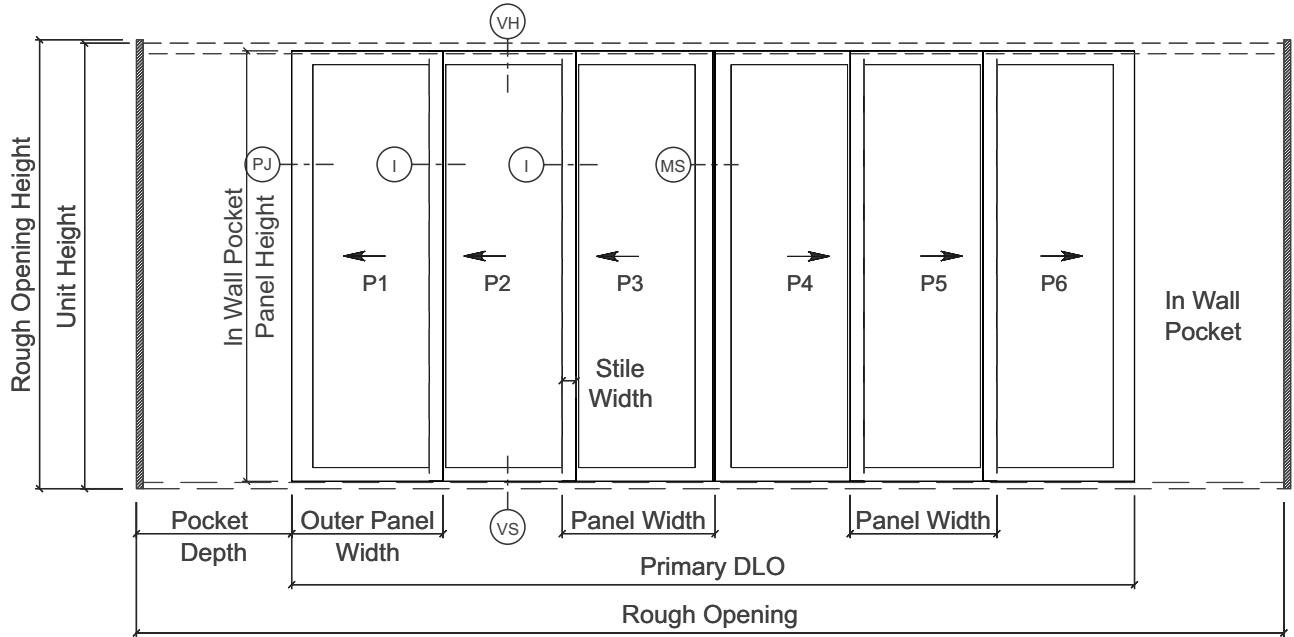 VH
Rough Opening Height
Unit Height
In Wall Pocket
Panel Height
PJ
I
I
MS
P1
P2
P3
P4
P5
P6
In Wall
Pocket
Stile
Width
Pocket
Depth
Outer Panel
Width
VS
Panel Width
Panel Width
Primary DLO
Rough Opening